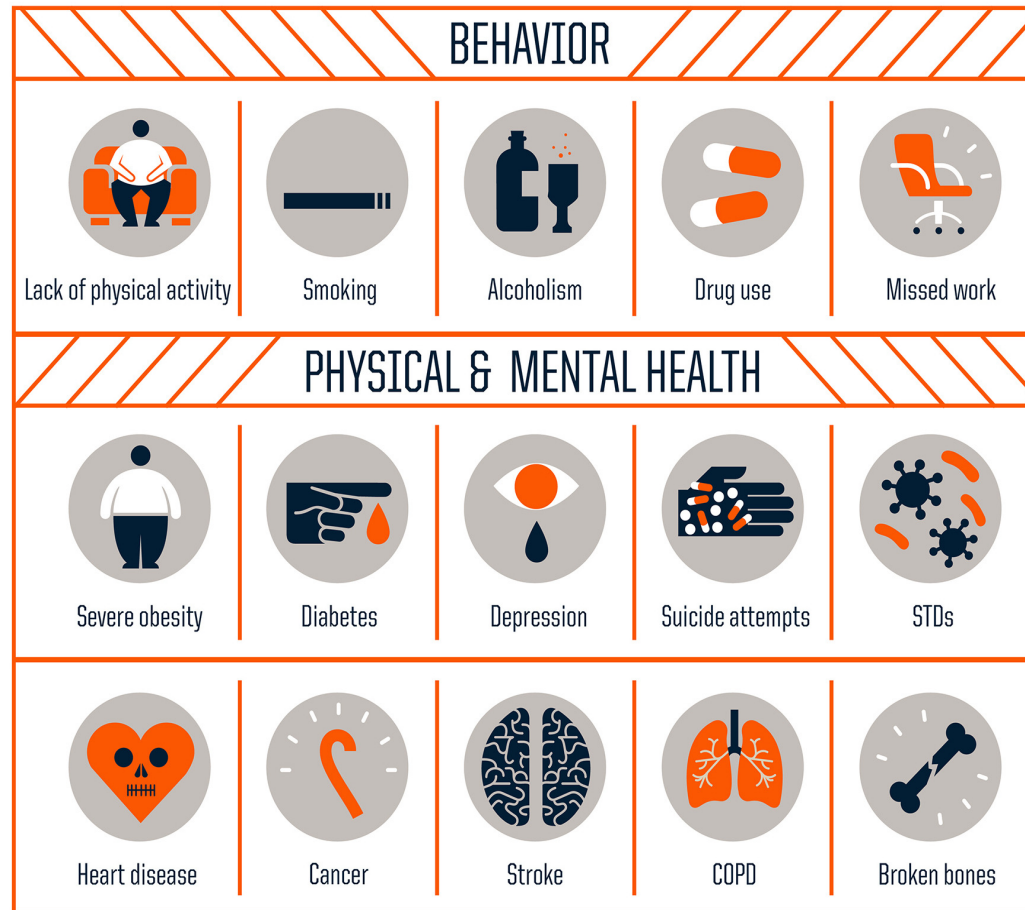 BEHAVIOR
Lack of physical activity
Smoking
Alcoholism
Drug use
Missed work
PHYSICAL & MENTAL HEALTH
Severe obesity
Diabetes
Depression
Suicide attempts
STDs
Heart disease
Cancer
Stroke
COPD
Broken bones